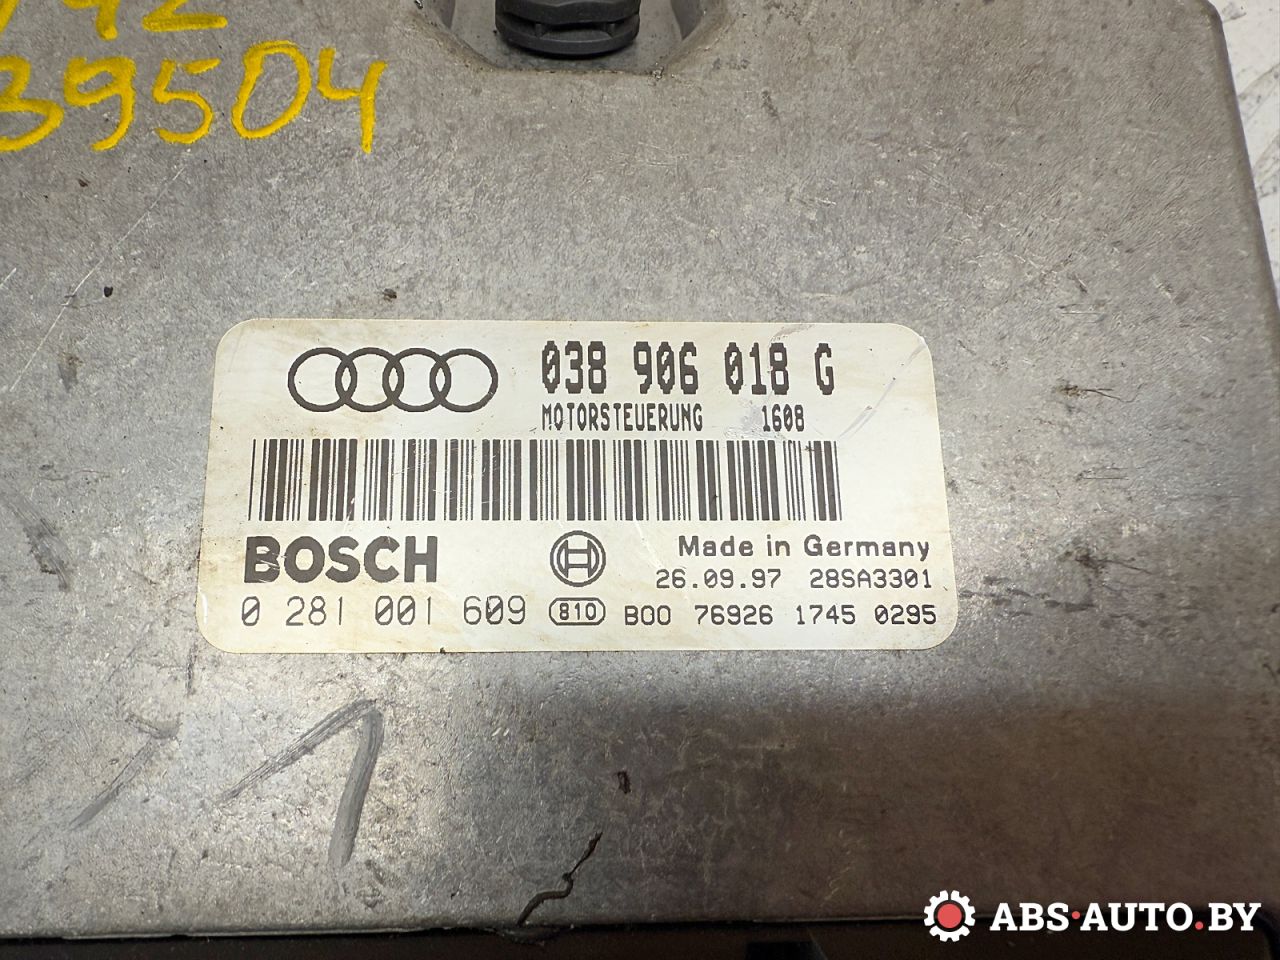 39504
038 906 018 G
MOTORSTEUERUNG 1608
BOSCH
Made in Germany
26.09.97 28SA3301
0 281 001 609 810 B00 76926 1745 0295
ABS·AUTO.BY